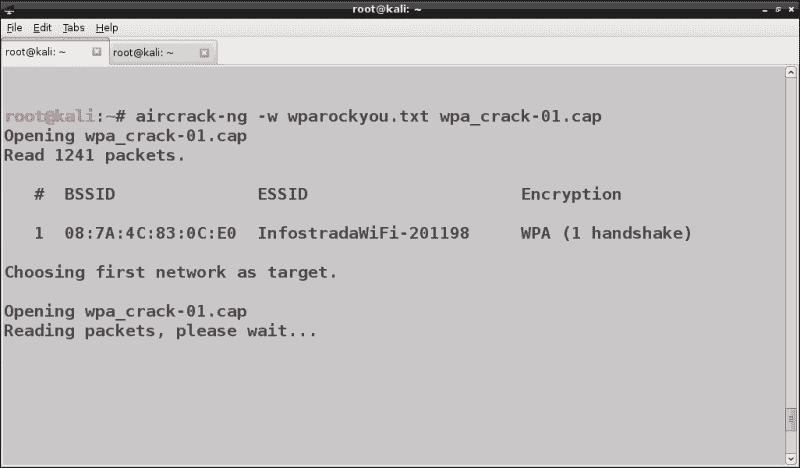 root@kali: ~
File Edit Tabs Help
root@kali: ~ root@kali: ~
root@kali:~# aircrack-ng -w wparockyou.txt wpa_crack-01.cap
Opening wpa_crack-01.cap
Read 1241 packets.
# BSSID ESSID Encryption
1 08:7A:4C:83:0C:E0 InfostradaWiFi-201198 WPA (1 handshake)
Choosing first network as target.
Opening wpa_crack-01.cap
Reading packets, please wait...